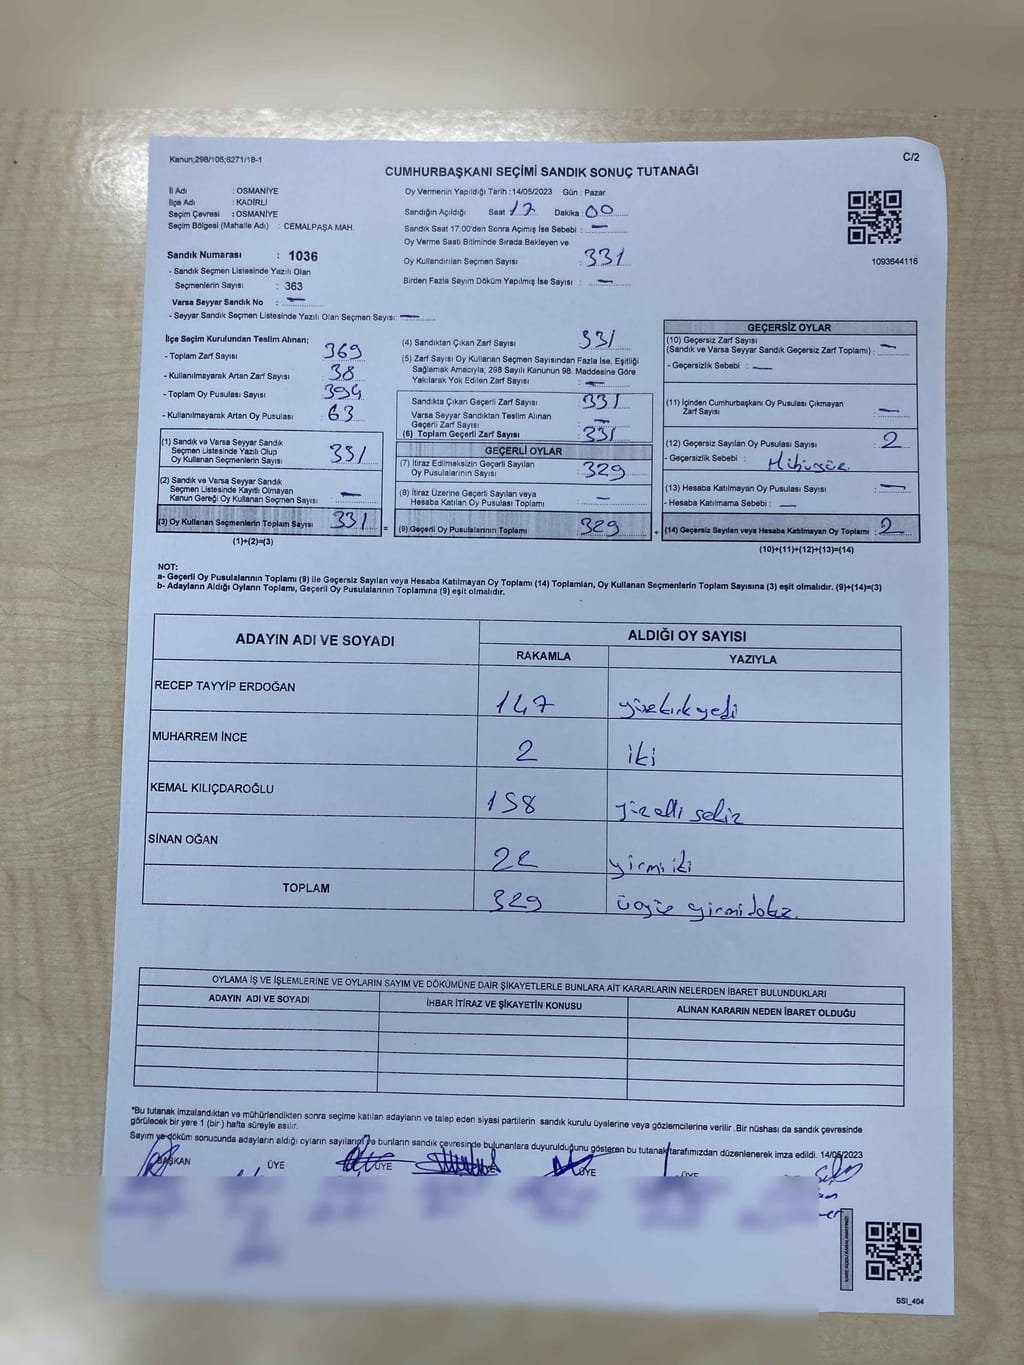 Kanun;298/105;6271/18-1
C/2
CUMHURBAŞKANI SEÇİMİ SANDIK SONUÇ TUTANAĞI
İl Adı : OSMANİYE
İlçe Adı : KADİRLİ
Seçim Çevresi : OSMANİYE
Seçim Bölgesi (Mahalle Adı) : CEMALPAŞA MAH.
Sandık Numarası : 1036
- Sandık Seçmen Listesinde Yazılı Olan
Seçmenlerin Sayısı : 363
Varsa Seyyar Sandık No : —
- Seyyar Sandık Seçmen Listesinde Yazılı Olan Seçmen Sayısı: —
Oy Vermenin Yapıldığı Tarih :14/05/2023 Gün : Pazar
Sandığın Açıldığı Saat 17 Dakika 00
Sandık Saat 17:00'den Sonra Açımış İse Sebebi : —
Oy Verme Saati Bitiminde Sırada Bekleyen ve
Oy Kullandırılan Seçmen Sayısı : 331
Birden Fazla Sayım Döküm Yapılmış İse Sayısı : —
1093644116
İlçe Seçim Kurulundan Teslim Alınan;
- Toplam Zarf Sayısı : 369
- Kullanılmayarak Artan Zarf Sayısı : 38
- Toplam Oy Pusulası Sayısı : 394
- Kullanılmayarak Artan Oy Pusulası : 63
(1) Sandık ve Varsa Seyyar Sandık
Seçmen Listesinde Yazılı Olup
Oy Kullanan Seçmenlerin Sayısı : 331
(2) Sandık ve Varsa Seyyar Sandık
Seçmen Listesinde Kayıtlı Olmayan
Kanun Gereği Oy Kullanan Seçmen Sayısı : —
(3) Oy Kullanan Seçmenlerin Toplam Sayısı : 331
(1)+(2)=(3)
(4) Sandıktan Çıkan Zarf Sayısı : 331
(5) Zarf Sayısı Oy Kullanan Seçmen Sayısından Fazla İse, Eşitliği
Sağlamak Amacıyla; 298 Sayılı Kanunun 98. Maddesine Göre
Yakılarak Yok Edilen Zarf Sayısı : —
Sandıkta Çıkan Geçerli Zarf Sayısı : 331
Varsa Seyyar Sandıktan Teslim Alınan
Geçerli Zarf Sayısı : —
(6) Toplam Geçerli Zarf Sayısı : 331
GEÇERLİ OYLAR
(7) İtiraz Edilmeksizin Geçerli Sayılan
Oy Pusulalarının Sayısı : 329
(8) İtiraz Üzerine Geçerli Sayılan veya
Hesaba Katılan Oy Pusulası Toplamı : —
= (9) Geçerli Oy Pusulalarının Toplamı : 329 +
GEÇERSİZ OYLAR
(10) Geçersiz Zarf Sayısı
(Sandık ve Varsa Seyyar Sandık Geçersiz Zarf Toplamı) : —
- Geçersizlik Sebebi : —
(11) İçinden Cumhurbaşkanı Oy Pusulası Çıkmayan
Zarf Sayısı : —
(12) Geçersiz Sayılan Oy Pusulası Sayısı : 2
- Geçersizlik Sebebi : Mühürsüz.
(13) Hesaba Katılmayan Oy Pusulası Sayısı : —
- Hesaba Katılmama Sebebi : —
(14) Geçersiz Sayılan veya Hesaba Katılmayan Oy Toplamı : 2
(10)+(11)+(12)+(13)=(14)
NOT:
a- Geçerli Oy Pusulalarının Toplamı (9) ile Geçersiz Sayılan veya Hesaba Katılmayan Oy Toplamı (14) Toplamları, Oy Kullanan Seçmenlerin Toplam Sayısına (3) eşit olmalıdır. (9)+(14)=(3)
b- Adayların Aldığı Oyların Toplamı, Geçerli Oy Pusulalarının Toplamına (9) eşit olmalıdır.
ADAYIN ADI VE SOYADI ALDIĞI OY SAYISI
RAKAMLA YAZIYLA
RECEP TAYYİP ERDOĞAN 147 yüzkırkyedi
MUHARREM İNCE 2 iki
KEMAL KILIÇDAROĞLU 158 yüzelli sekiz
SİNAN OĞAN 22 yirmi iki
TOPLAM 329 üçyüz yirmidokuz.
OYLAMA İŞ VE İŞLEMLERİNE VE OYLARIN SAYIM VE DÖKÜMÜNE DAİR ŞİKAYETLERLE BUNLARA AİT KARARLARIN NELERDEN İBARET BULUNDUKLARI
ADAYIN ADI VE SOYADI İHBAR İTİRAZ VE ŞİKAYETİN KONUSU ALINAN KARARIN NEDEN İBARET OLDUĞU
*Bu tutanak imzalandıktan ve mühürlendikten sonra seçime katılan adayların ve talep eden siyasi partilerin sandık kurulu üyelerine veya gözlemcilerine verilir .Bir nüshası da sandık çevresinde
görülecek bir yere 1 (bir ) hafta süreyle asılır.
Sayım ve döküm sonucunda adayların aldığı oyların sayılarını ve bunların sandık çevresinde bulunanlara duyurulduğunu gösteren bu tutanak tarafımızdan düzenlenerek imza edildi. 14/05/2023
BAŞKAN ÜYE ÜYE ÜYE ÜYE
SSI_404